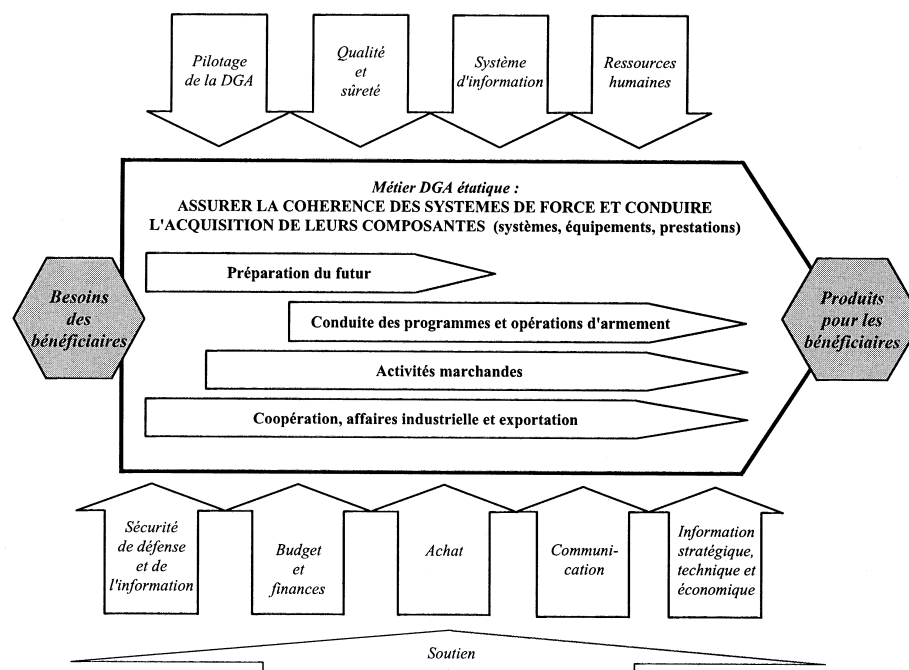 Pilotage
de la DGA
Qualité
et
sûreté
Système
d'information
Ressources
humaines
Métier DGA étatique :
ASSURER LA COHERENCE DES SYSTEMES DE FORCE ET CONDUIRE
L'ACQUISITION DE LEURS COMPOSANTES (systèmes, équipements, prestations)
Besoins
des
bénéficiaires
Préparation du futur
Conduite des programmes et opérations d'armement
Activités marchandes
Coopération, affaires industrielle et exportation
Produits
pour les
bénéficiaires
Sécurité
de défense
et de
l'information
Budget
et
finances
Achat
Communi-
cation
Information
stratégique,
technique et
économique
Soutien